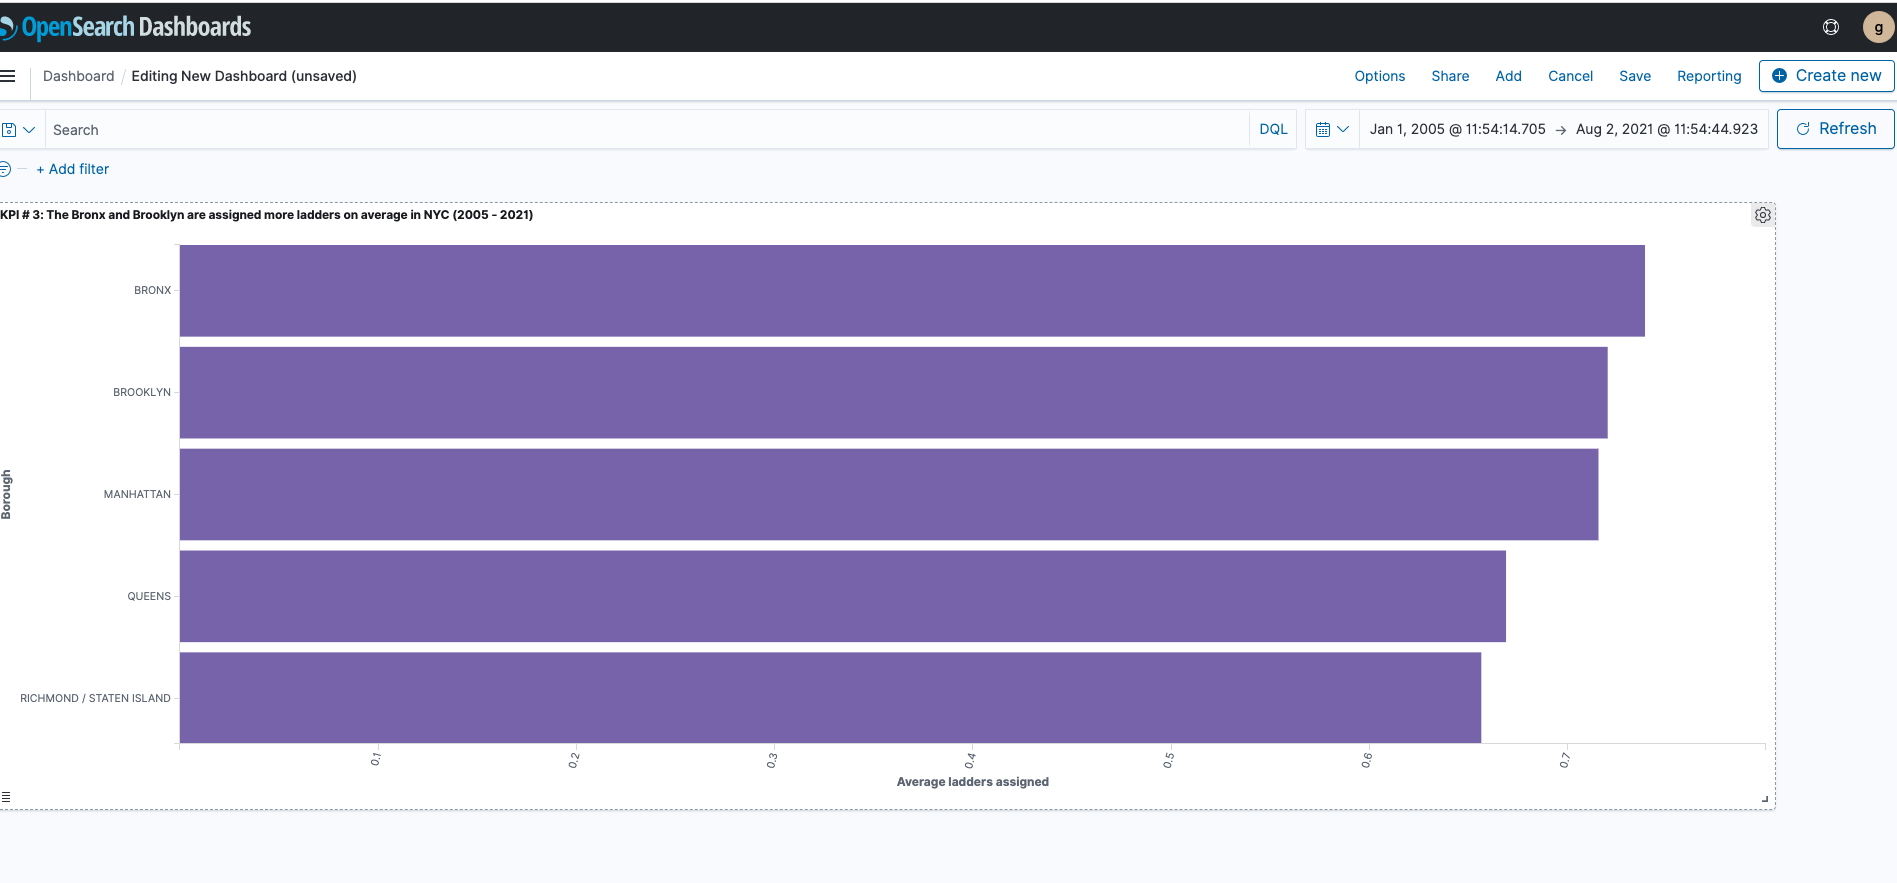 OpenSearch Dashboards
g
Dashboard / Editing New Dashboard (unsaved)
Options Share Add Cancel Save Reporting Create new
Search DQL Jan 1, 2005 @ 11:54:14.705 → Aug 2, 2021 @ 11:54:44.923 Refresh
+ Add filter
KPI # 3: The Bronx and Brooklyn are assigned more ladders on average in NYC (2005 - 2021)
BRONX
BROOKLYN
MANHATTAN
Borough
QUEENS
RICHMOND / STATEN ISLAND
0.1 0.2 0.3 0.4 0.5 0.6 0.7
Average ladders assigned